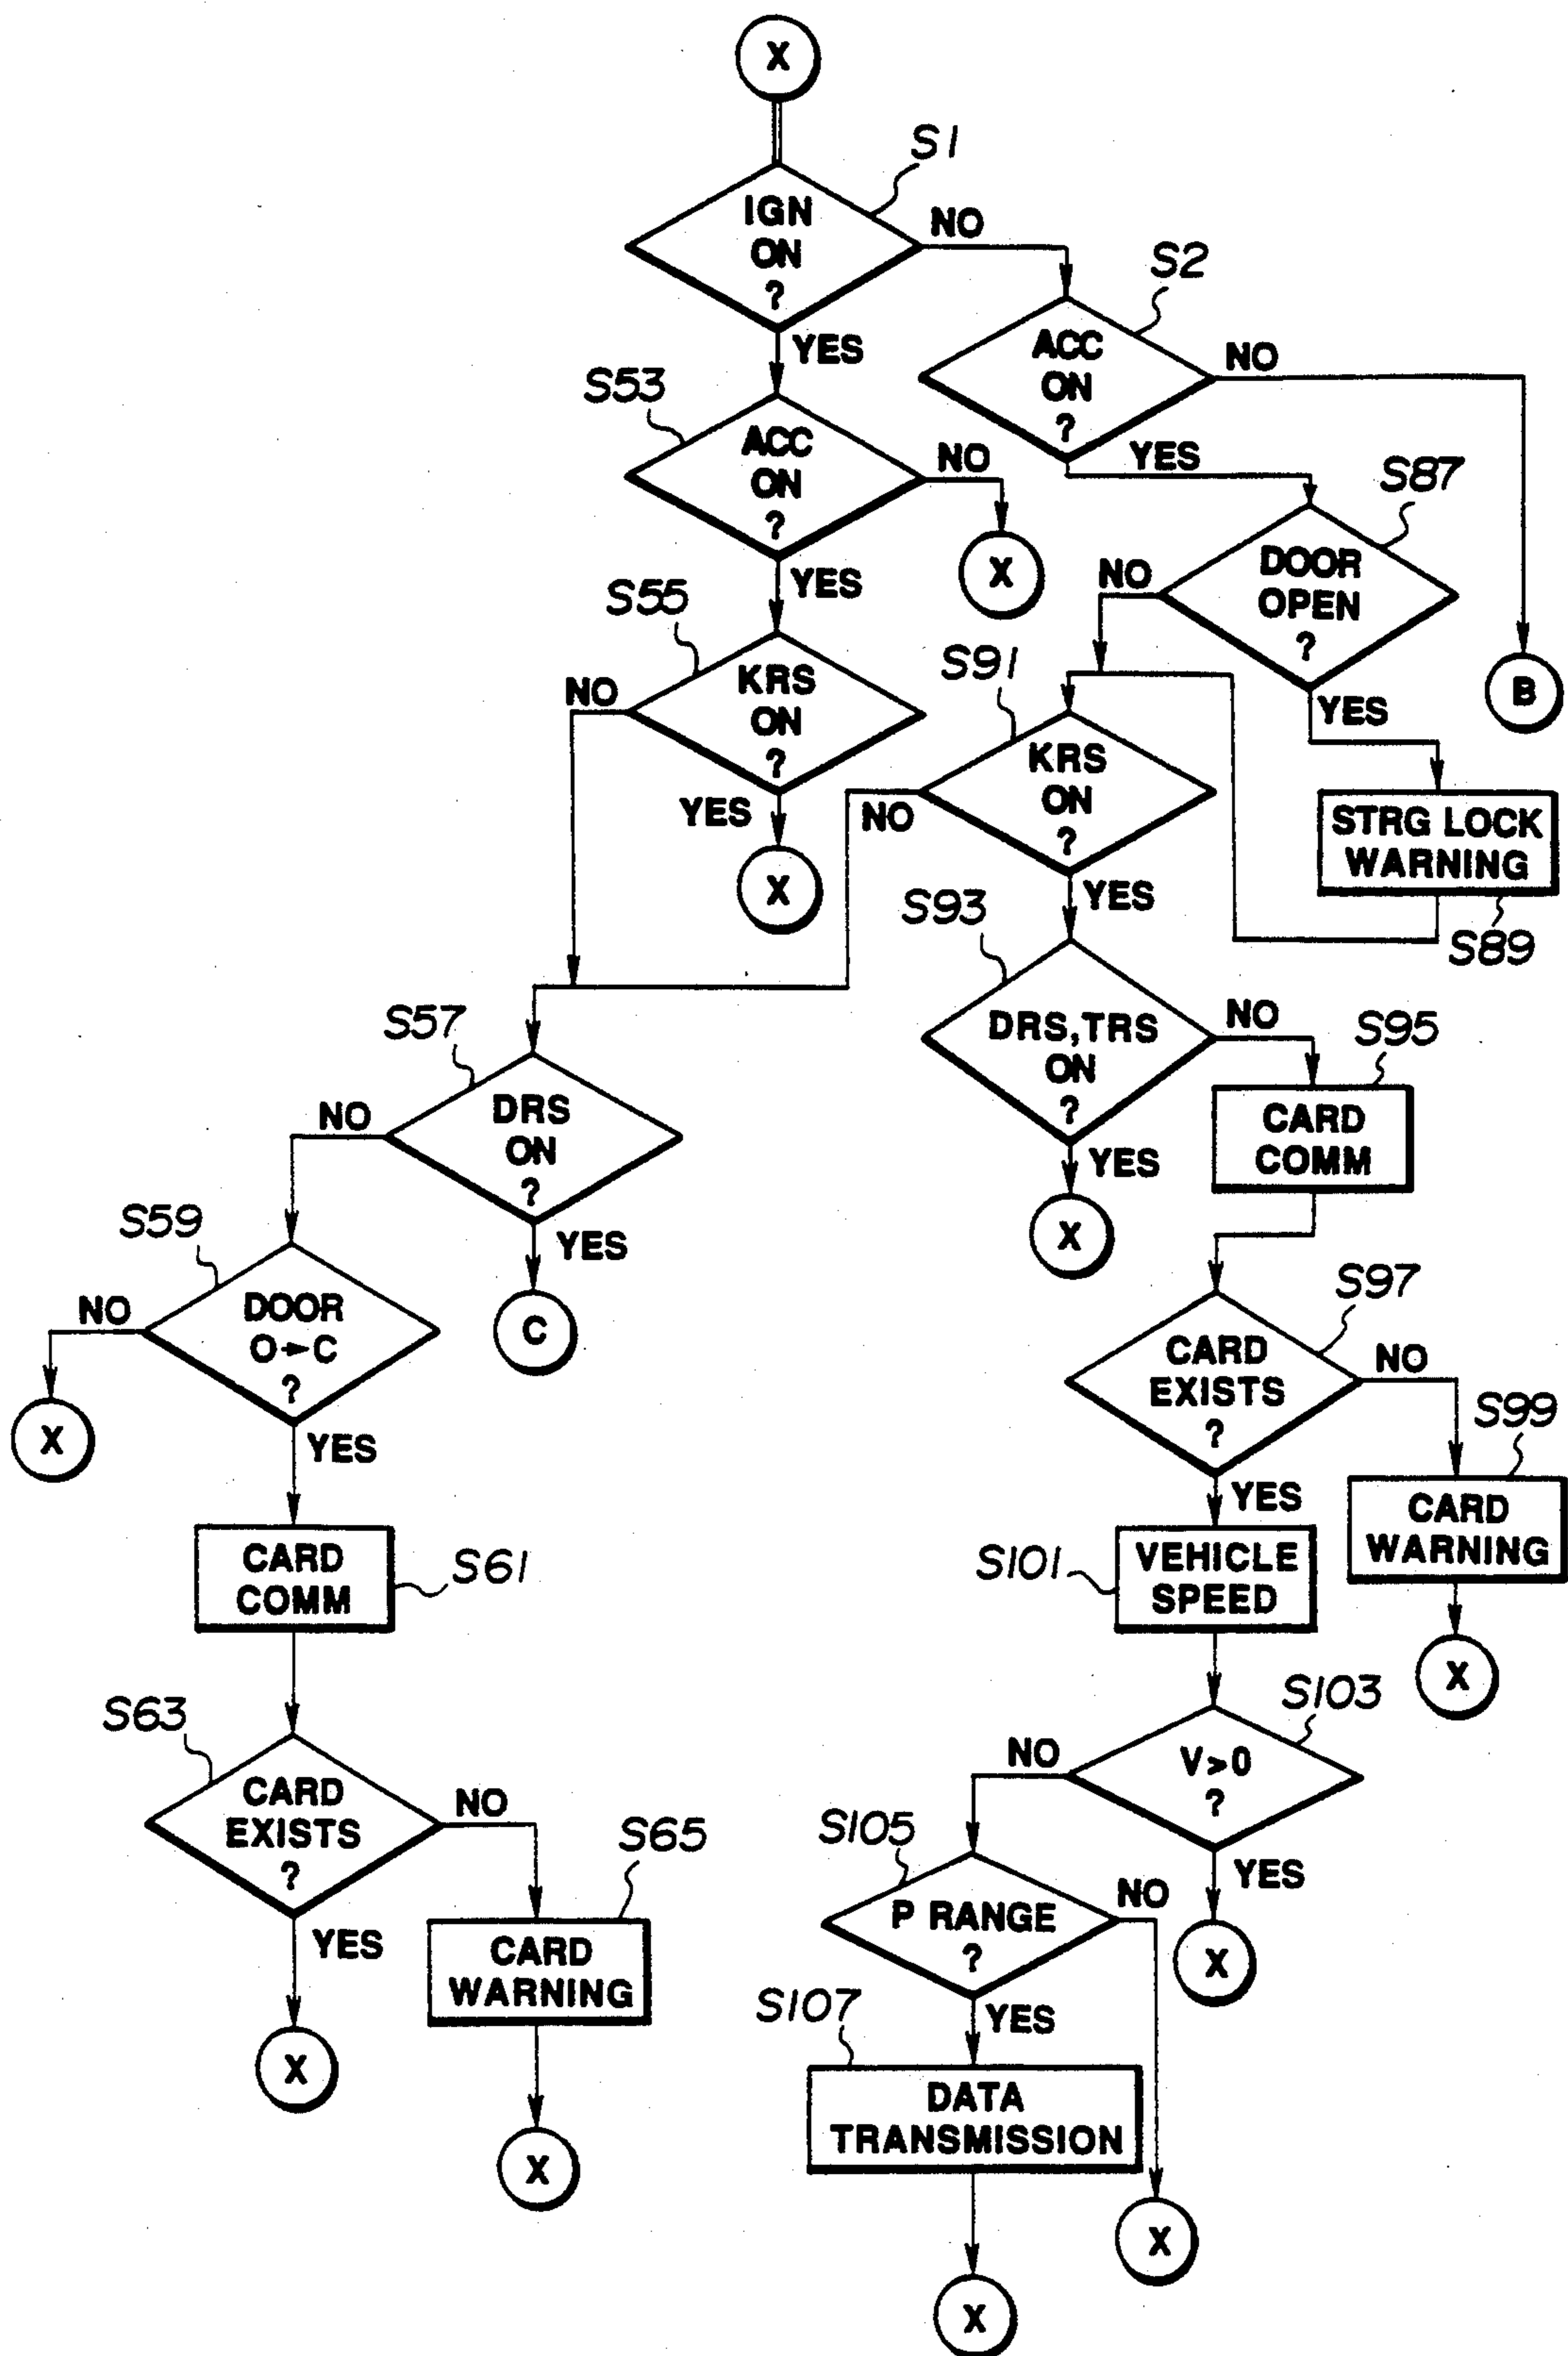 X
S1
IGN
ON
?
NO
YES
S2
ACC
ON
?
NO
YES
S53
ACC
ON
?
NO
X
YES
S87
DOOR
OPEN
?
NO
YES
B
S55
KRS
ON
?
NO
YES
X
S91
KRS
ON
?
NO
YES
STRG LOCK
WARNING
S89
S93
DRS,TRS
ON
?
NO
YES
X
S95
CARD
COMM
S57
DRS
ON
?
NO
YES
C
S59
DOOR
O→C
?
NO
X
YES
S97
CARD
EXISTS
?
NO
YES
S99
CARD
WARNING
X
CARD
COMM
S61
S101
VEHICLE
SPEED
S63
CARD
EXISTS
?
NO
YES
X
S65
CARD
WARNING
X
S103
V>0
?
NO
YES
X
S105
P RANGE
?
NO
YES
X
S107
DATA
TRANSMISSION
X